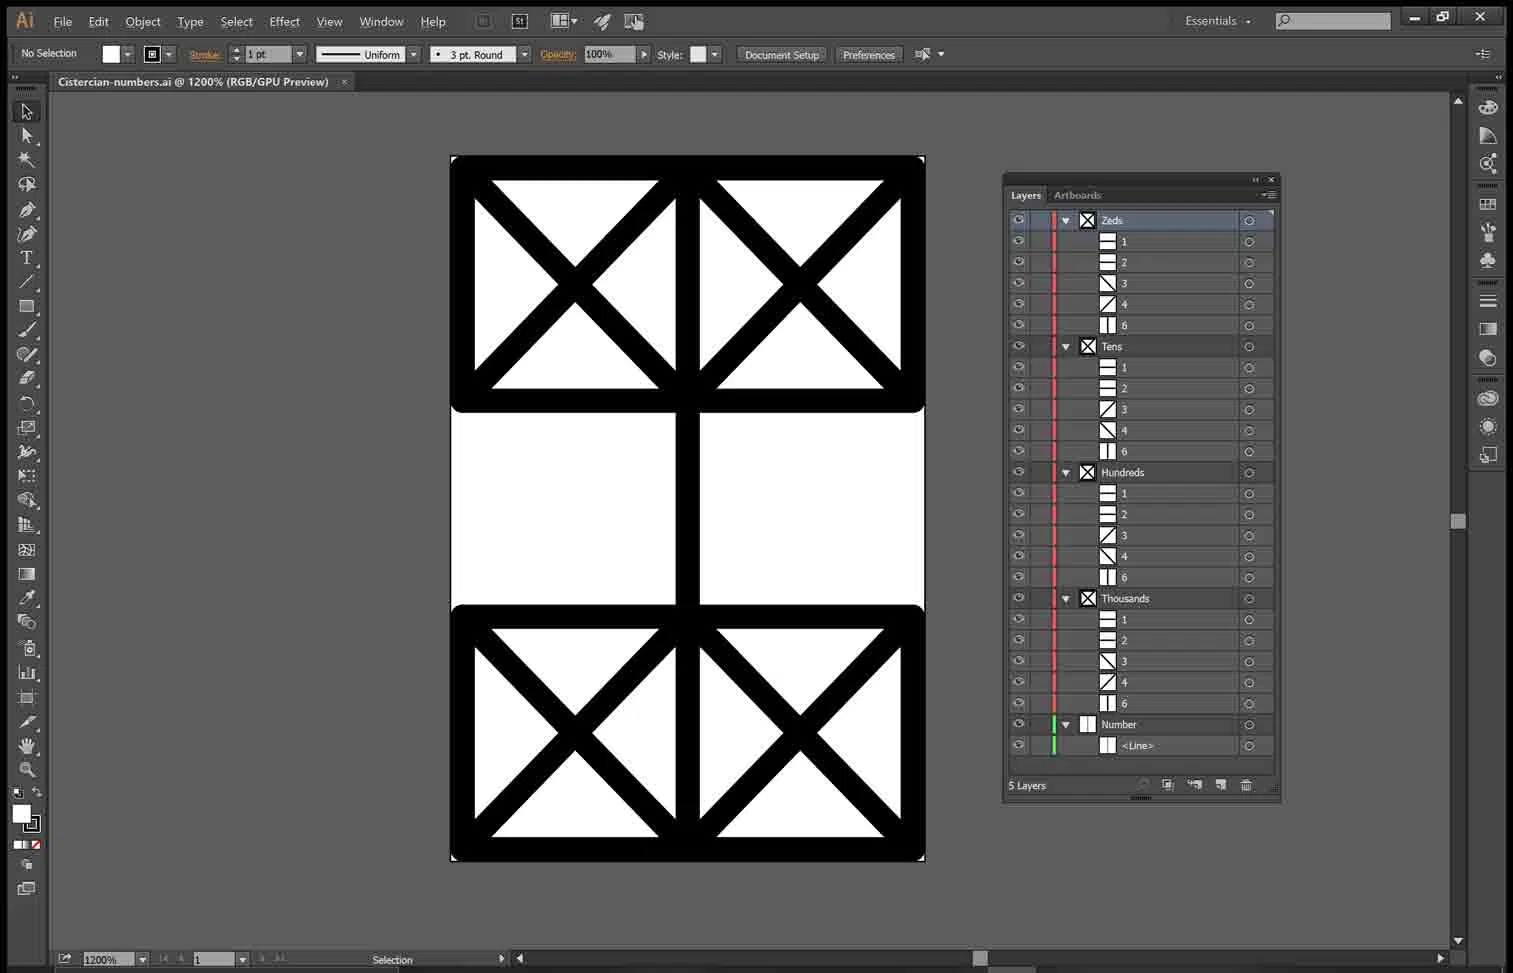 Ai File Edit Object Type Select Effect View Window Help St Essentials
No Selection Stroke: 1 pt Uniform 3 pt. Round Opacity: 100% Style: Document Setup Preferences
Cistercian-numbers.ai @ 1200% (RGB/GPU Preview)
Layers Artboards
Zeds
1
2
3
4
6
Tens
1
2
3
4
6
Hundreds
1
2
3
4
6
Thousands
1
2
3
4
6
Number
<Line>
5 Layers
1200% 1 Selection